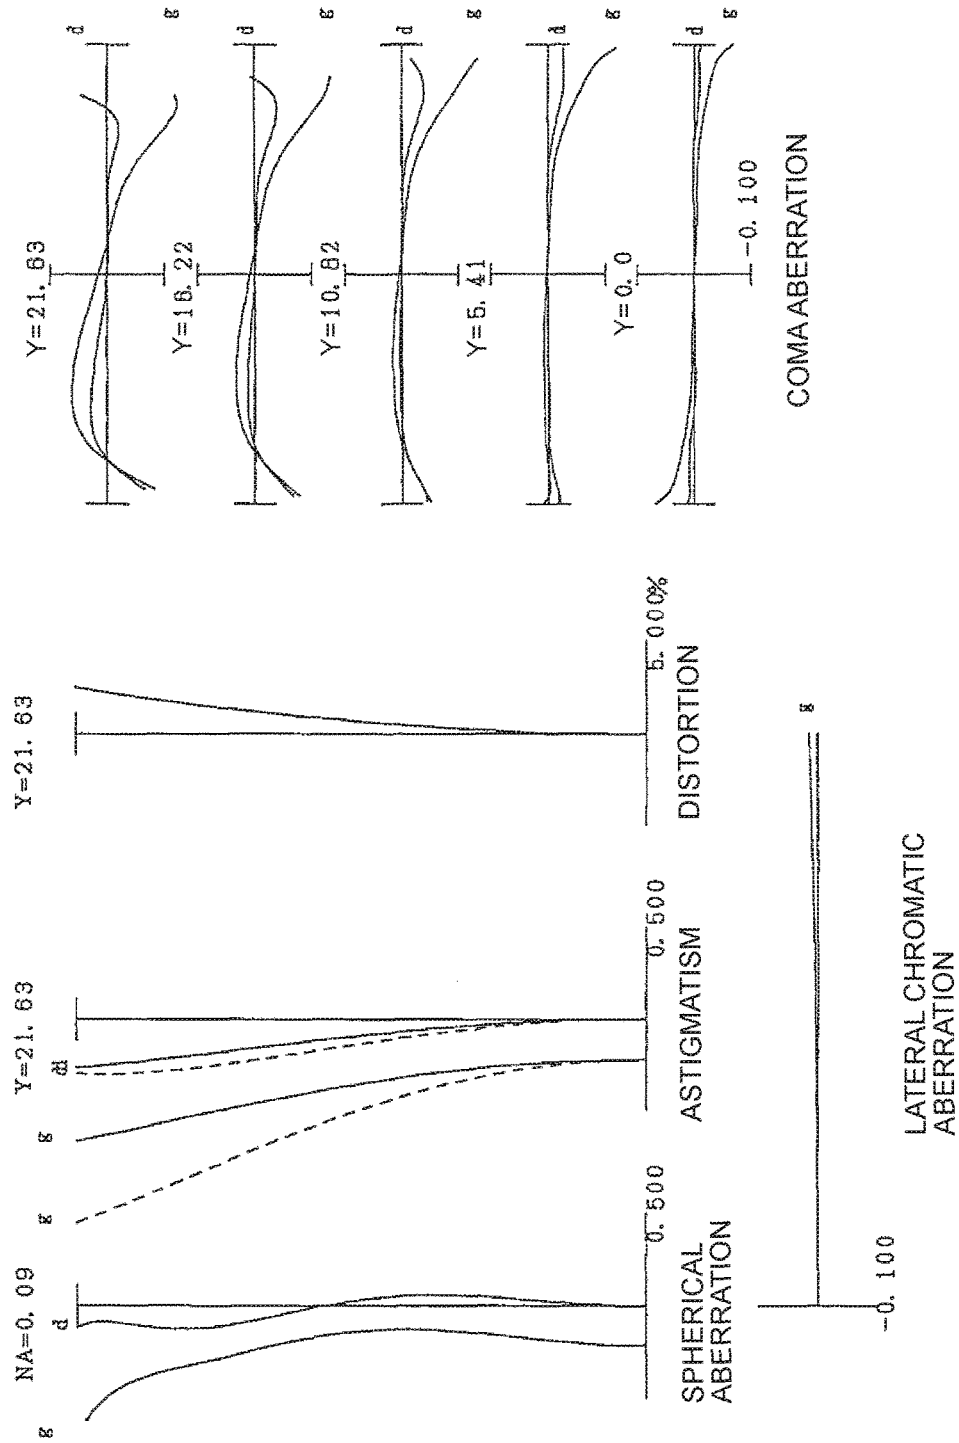 NA=0.09
d
g
0.500
SPHERICAL
ABERRATION
Y=21.63
d
d
g
g
0.500
ASTIGMATISM
Y=21.63
5.000%
DISTORTION
Y=21.63
d
g
Y=16.22
d
g
Y=10.82
d
g
Y=5.41
d
g
Y=0.0
d
g
-0.100
COMA ABERRATION
g
-0.100
LATERAL CHROMATIC
ABERRATION